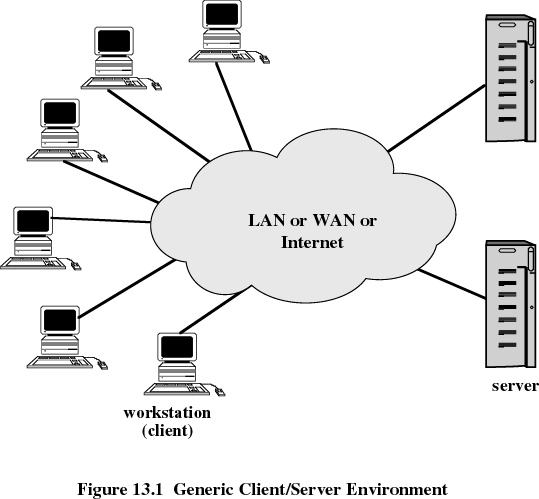 LAN or WAN or
Internet
server
workstation
(client)
Figure 13.1 Generic Client/Server Environment